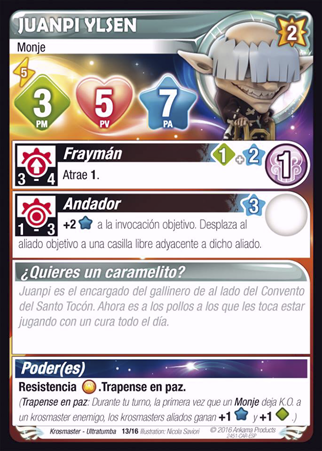 JUANPI YLSEN
2
Monje
5
3
PM
5
PV
7
PA
3 - 4
Fraymán
1 + 2
1
Atrae 1.
1 - 3
Andador
3
+2 a la invocación objetivo. Desplaza al
aliado objetivo a una casilla libre adyacente a dicho aliado.
¿Quieres un caramelito?
Juanpi es el encargado del gallinero de al lado del Convento
del Santo Tocón. Ahora es a los pollos a los que les toca estar
jugando con un cura todo el día.
Poder(es)
Resistencia .Trapense en paz.
(Trapense en paz: Durante tu turno, la primera vez que un Monje deja K.O. a
un krosmaster enemigo, los krosmasters aliados ganan +1 y +1 .)
Krosmaster - Ultratumba 13/16 Illustration: Nicola Saviori
© 2016 Ankama Products